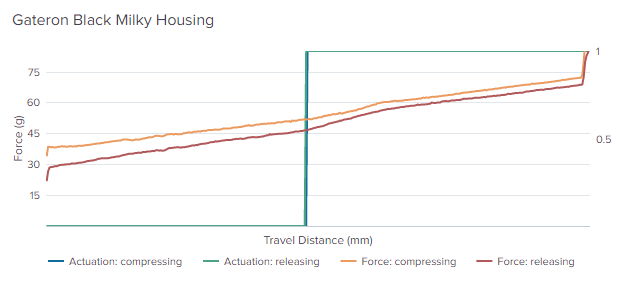 Gateron Black Milky Housing
1
75
60
45
0.5
30
15
Force (g)
Travel Distance (mm)
Actuation: compressing Actuation: releasing Force: compressing Force: releasing